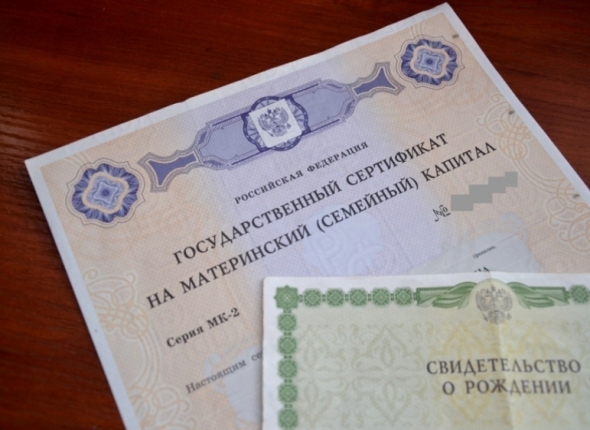 РОССИЙСКАЯ ФЕДЕРАЦИЯ
ГОСУДАРСТВЕННЫЙ СЕРТИФИКАТ
НА МАТЕРИНСКИЙ (СЕМЕЙНЫЙ) КАПИТАЛ
№
Серия МК-2
Настоящим
СВИДЕТЕЛЬСТВО
О РОЖДЕНИИ